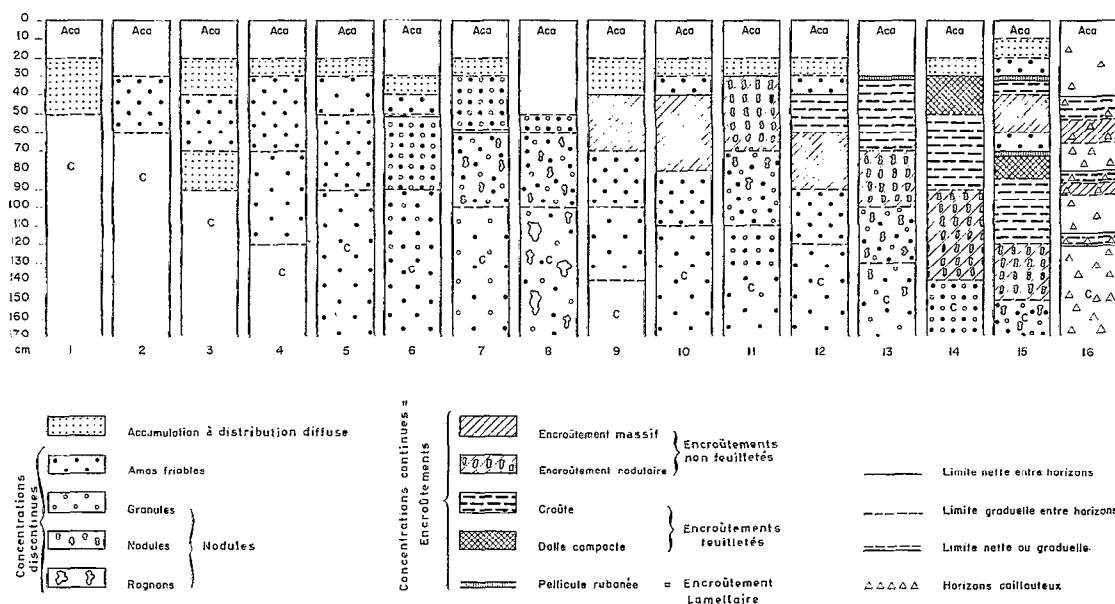 0
10
20
30
40
50
60
70
80
90
100
110
120
130
140
150
160
cm
Aca Aca Aca Aca Aca Aca Aca Aca Aca Aca Aca Aca Aca Aca Aca Aca
C C C C C C C C C C C C C C C C
1 2 3 4 5 6 7 8 9 10 11 12 13 14 15 16
Accumulation à distribution diffuse
Concentrations discontinues
Amas friables
Granules
Nodules
Rognons
Nodules
Concentrations continues =
Encroûtements
Encroûtement massif
Encroûtement nodulaire
Encroûtements
non feuilletés
Croûte
Dalle compacte
Encroûtements
feuilletés
Pellicule rubanée = Encroûtement
Lamellaire
Limite nette entre horizons
Limite graduelle entre horizons
Limite nette ou graduelle
Horizons caillouteux